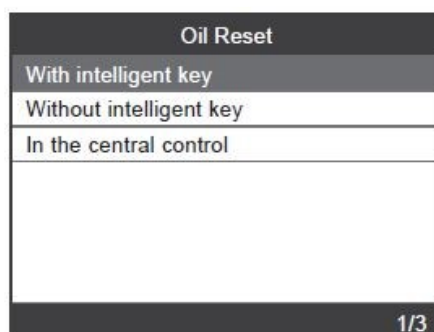 Oil Reset
With intelligent key
Without intelligent key
In the central control
1/3